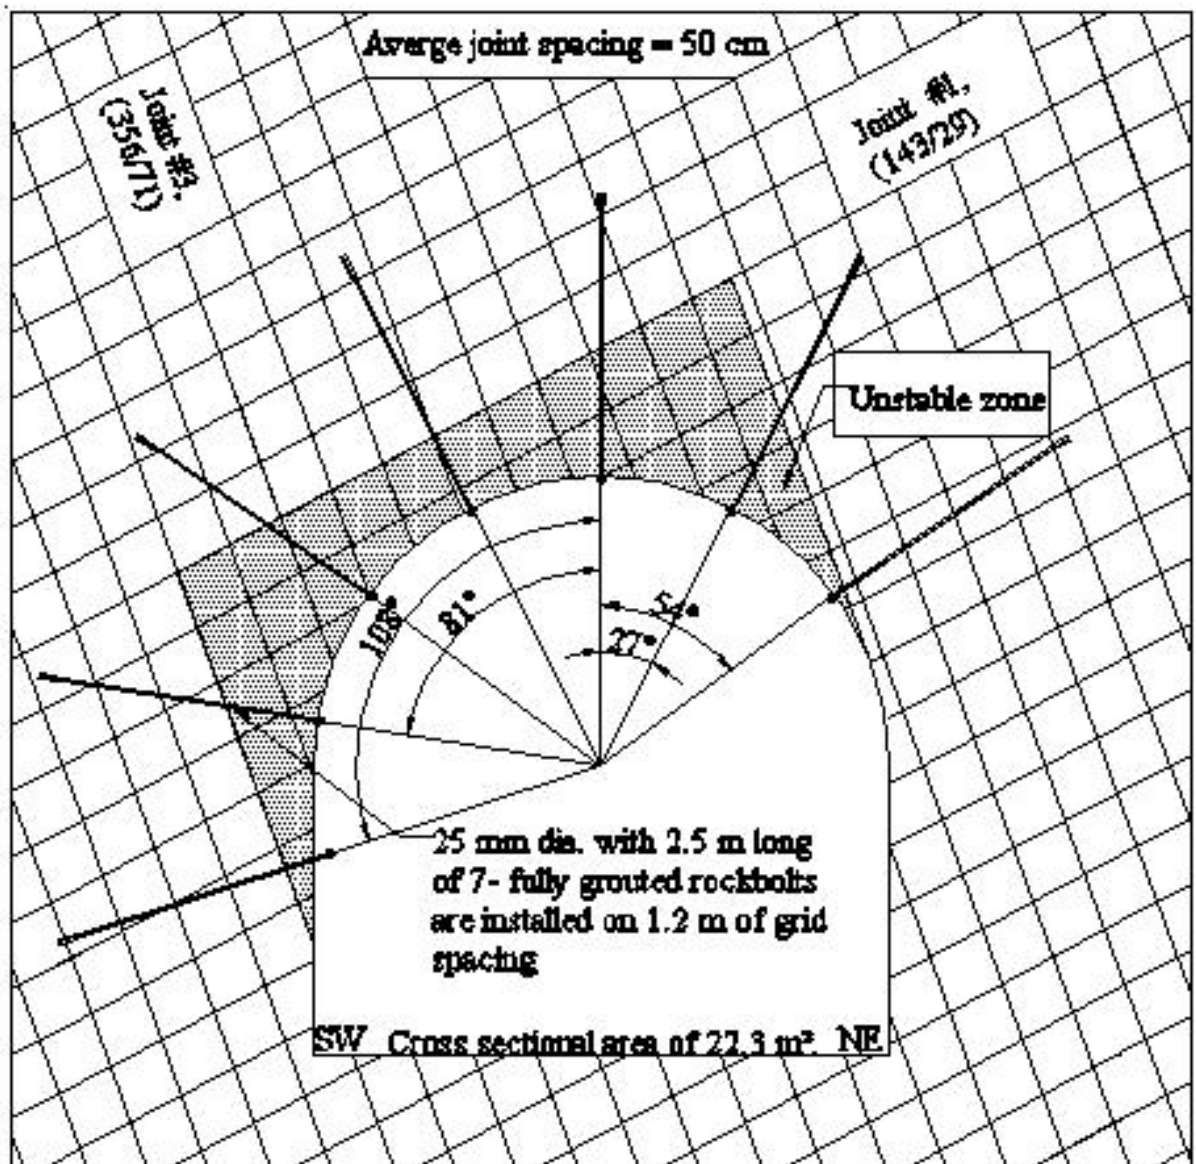 Averge joint spacing = 50 cm
Joint #3,
(356/71)
Joint #1,
(143/29)
Unstable zone
108°
81°
54°
27°
25 mm dia. with 2.5 m long
of 7- fully grouted rockbolts
are installed on 1.2 m of grid
spacing
SW Cross sectional area of 22.3 m². NE